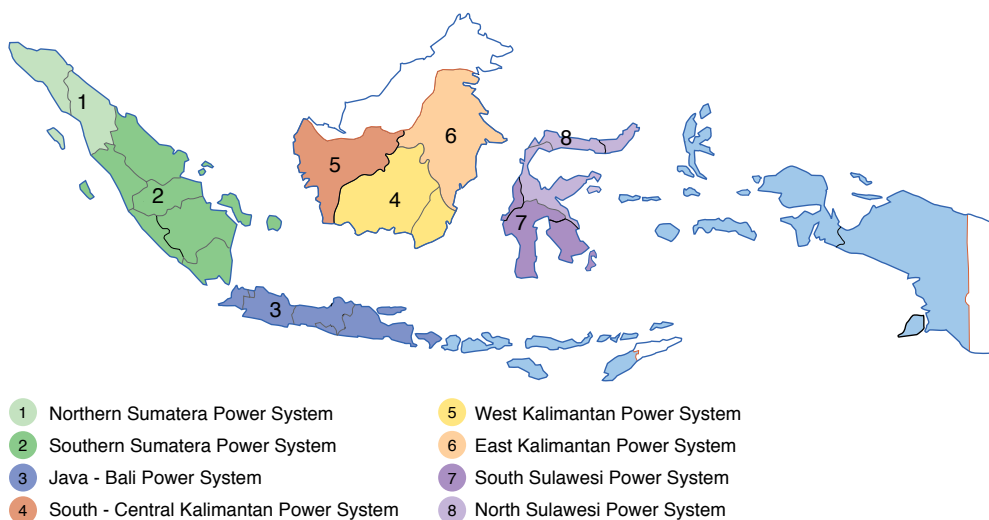 1
2
3
4
5
6
7
8
1 Northern Sumatera Power System
2 Southern Sumatera Power System
3 Java - Bali Power System
4 South - Central Kalimantan Power System
5 West Kalimantan Power System
6 East Kalimantan Power System
7 South Sulawesi Power System
8 North Sulawesi Power System